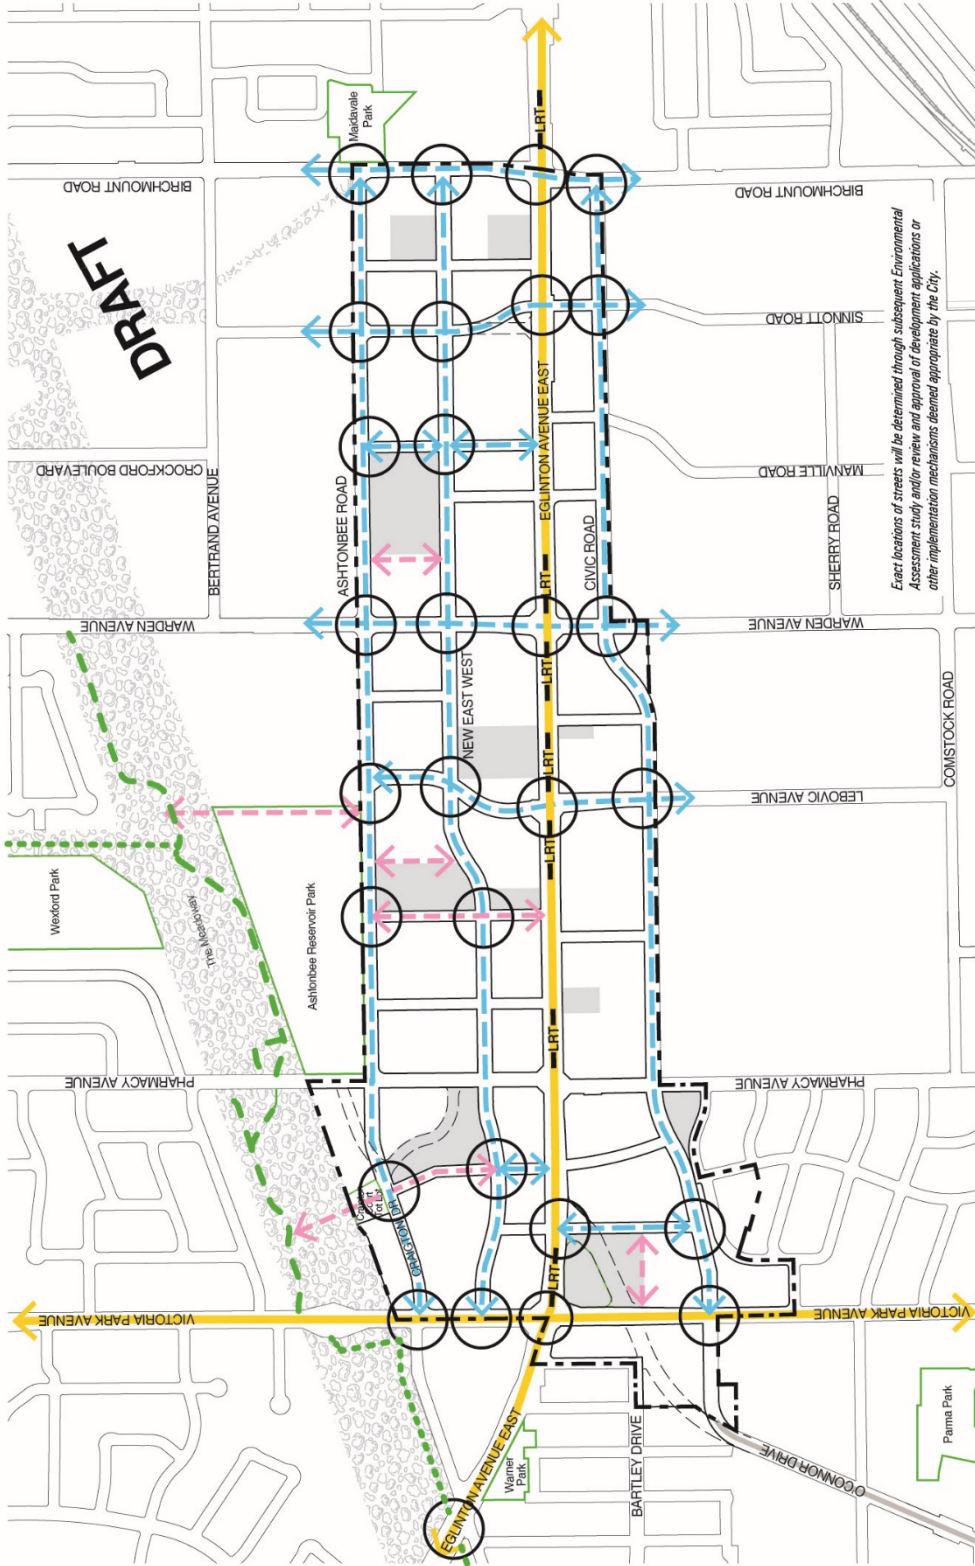 DRAFT
Maidavale
Park
BIRCHMOUNT ROAD
BIRCHMOUNT ROAD
LRT
SINNOTT ROAD
CROCKFORD BOULEVARD
BERTRAND AVENUE
ASHTONBEE ROAD
EGLINTON AVENUE EAST
MANVILLE ROAD
CIVIC ROAD
SHERRY ROAD
LRT
WARDEN AVENUE
WARDEN AVENUE
LRT
NEW EAST WEST
COMSTOCK ROAD
LRT
LEBOVIC AVENUE
LRT
Wexford Park
The Meadoway
Ashtonbee Reservoir Park
LRT
PHARMACY AVENUE
PHARMACY AVENUE
Tot Lot
CRAIGTON DR
LRT
VICTORIA PARK AVENUE
VICTORIA PARK AVENUE
EGLINTON AVENUE EAST
Warner
Park
BARTLEY DRIVE
O'CONNOR DRIVE
Parma Park
Exact locations of streets will be determined through subsequent Environmental
Assessment study and/or review and approval of development applications or
other implementation mechanisms deemed appropriate by the City.